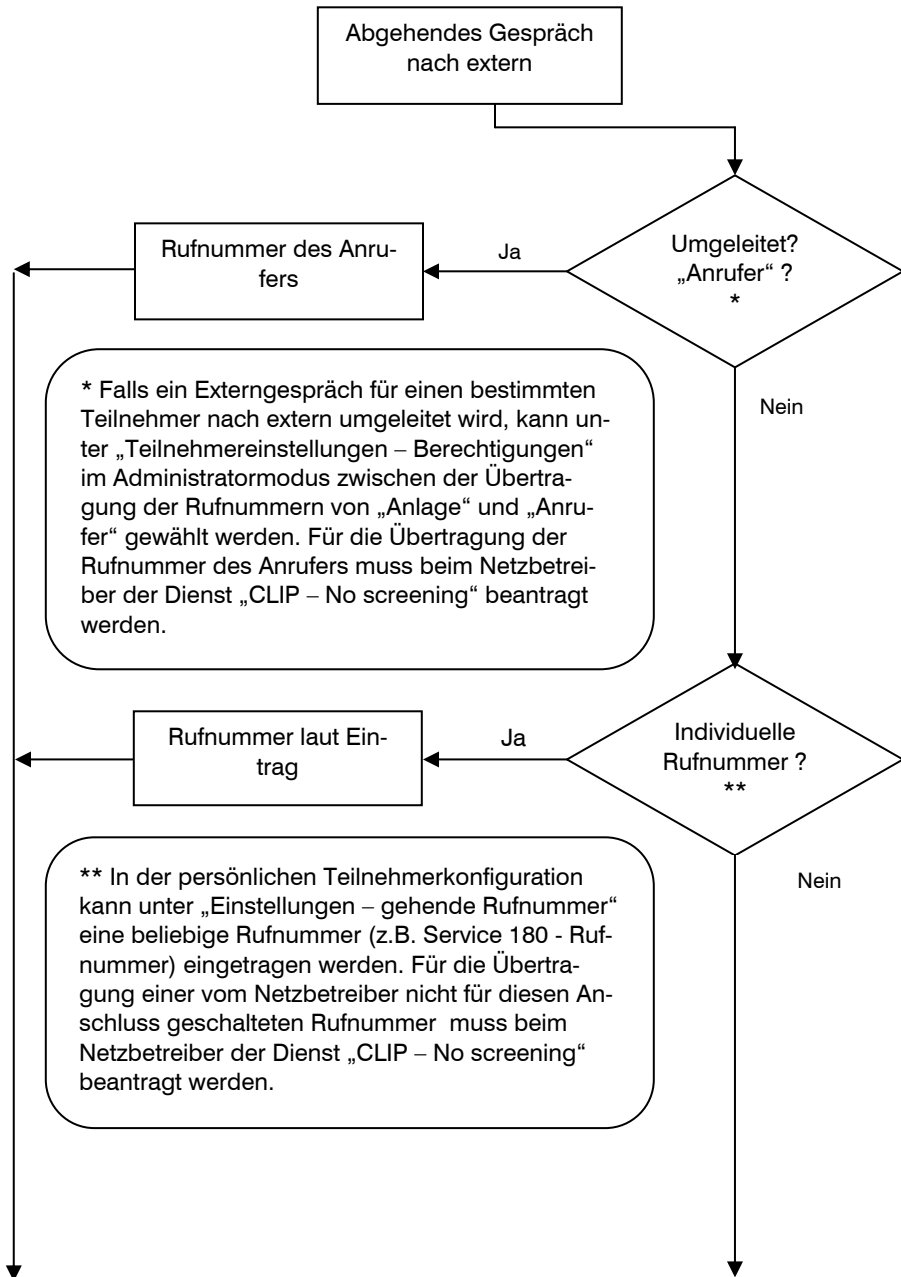 Abgehendes Gespräch
nach extern
Umgeleitet?
„Anrufer“ ?
*
Ja
Rufnummer des Anru-
fers
Nein
* Falls ein Externgespräch für einen bestimmten
Teilnehmer nach extern umgeleitet wird, kann un-
ter „Teilnehmereinstellungen – Berechtigungen“
im Administratormodus zwischen der Übertra-
gung der Rufnummern von „Anlage“ und „Anru-
fer“ gewählt werden. Für die Übertragung der
Rufnummer des Anrufers muss beim Netzbetrei-
ber der Dienst „CLIP – No screening“ beantragt
werden.
Individuelle
Rufnummer ?
**
Ja
Rufnummer laut Ein-
trag
Nein
** In der persönlichen Teilnehmerkonfiguration
kann unter „Einstellungen – gehende Rufnummer“
eine beliebige Rufnummer (z.B. Service 180 - Ruf-
nummer) eingetragen werden. Für die Übertra-
gung einer vom Netzbetreiber nicht für diesen An-
schluss geschalteten Rufnummer  muss beim
Netzbetreiber der Dienst „CLIP – No screening“
beantragt werden.